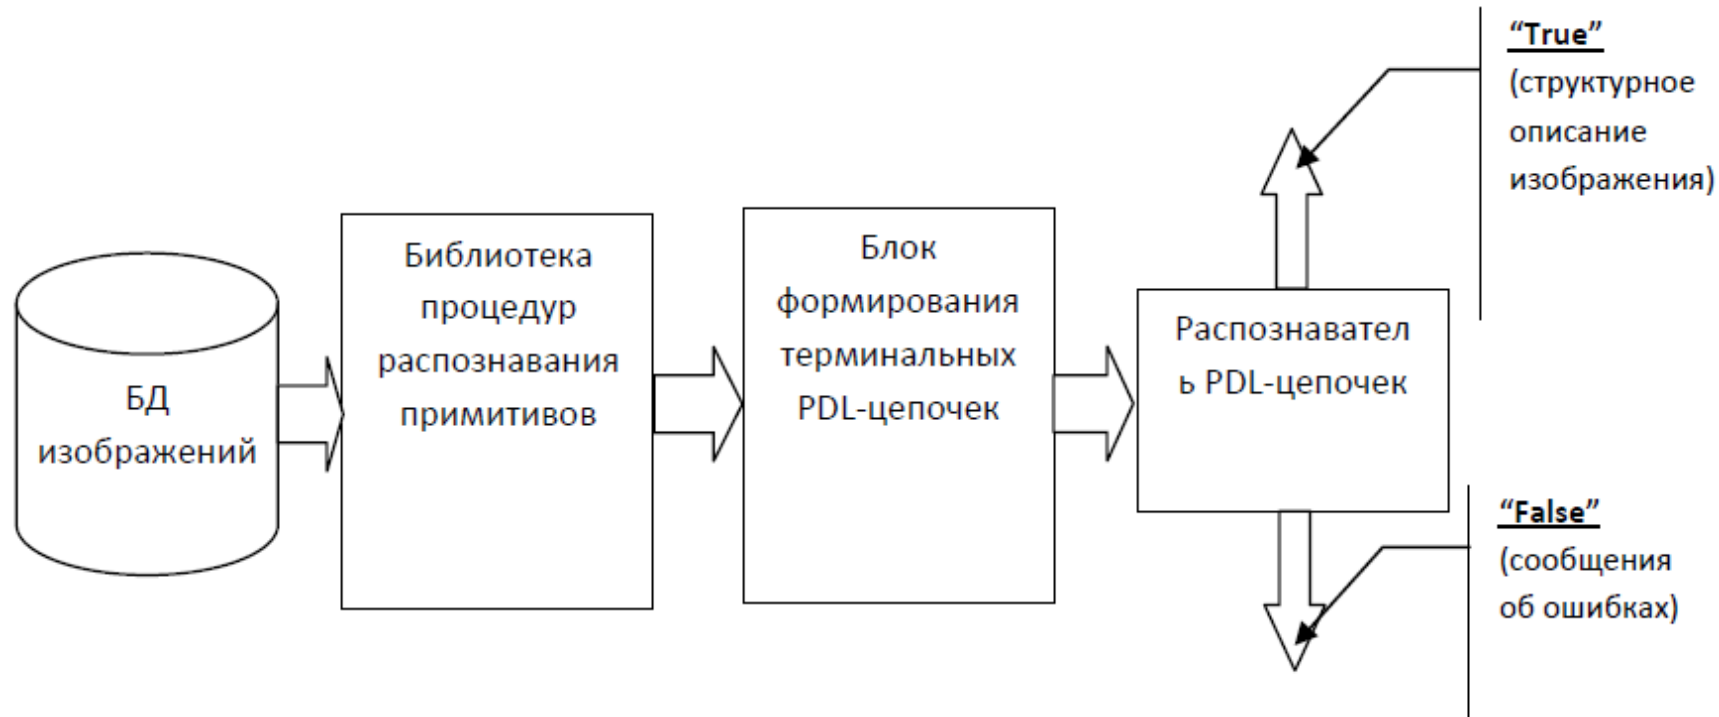 БД
изображений
Библиотека
процедур
распознавания
примитивов
Блок
формирования
терминальных
PDL-цепочек
Распознавател
ь PDL-цепочек
“True”
(структурное
описание
изображения)
“False”
(сообщения
об ошибках)